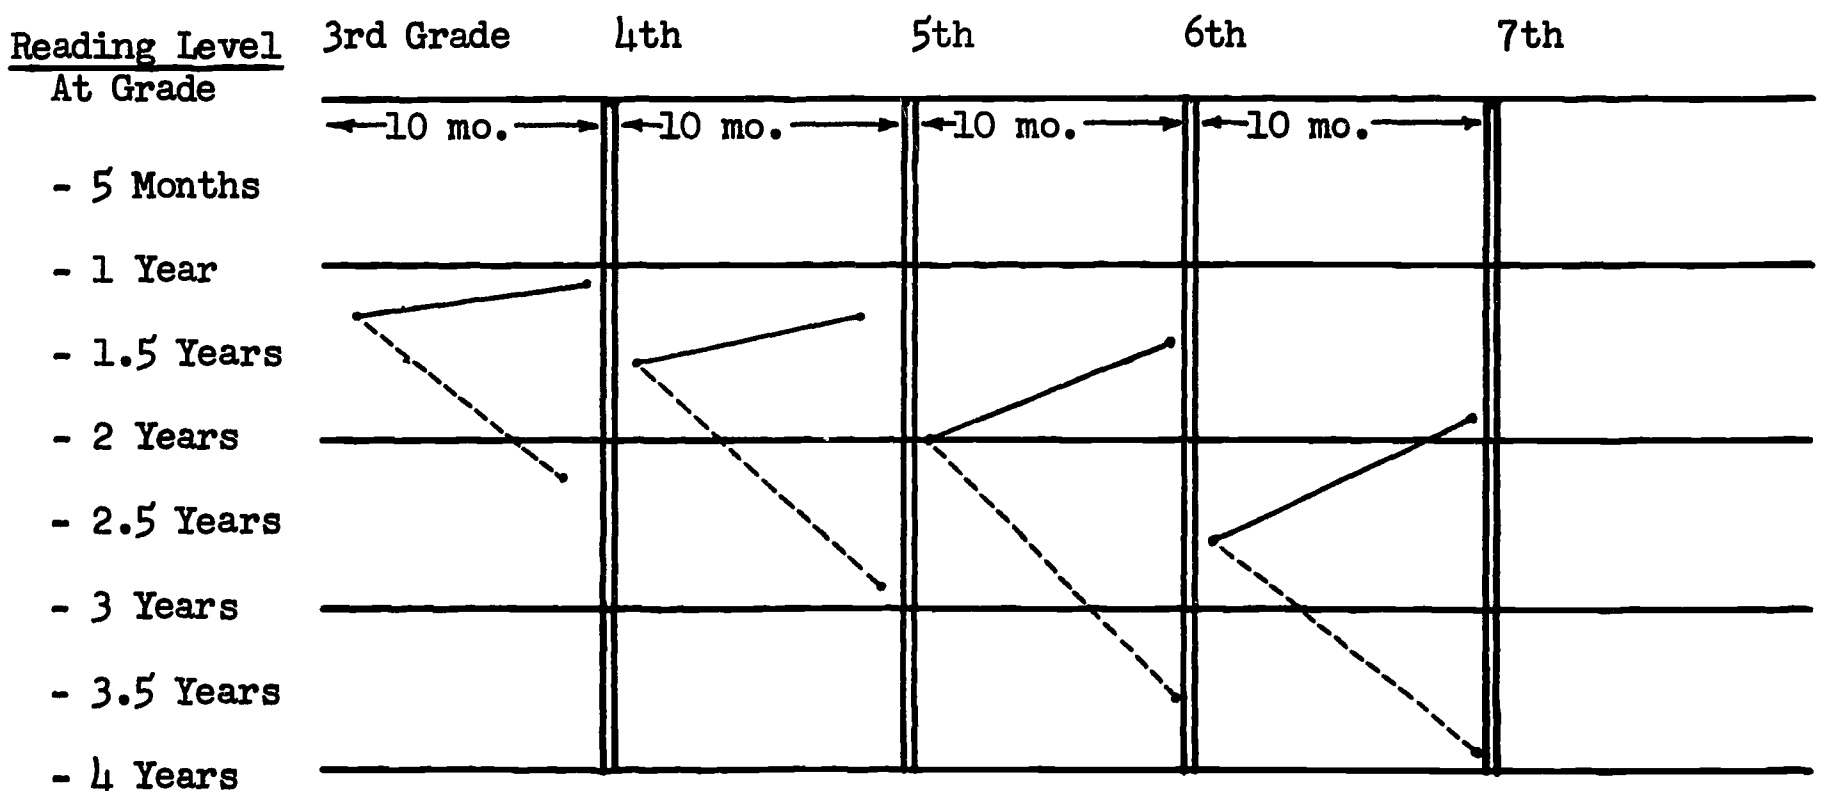 Reading Level 3rd Grade 4th 5th 6th 7th
At Grade
10 mo. 10 mo. 10 mo. 10 mo.
- 5 Months
- 1 Year
- 1.5 Years
- 2 Years
- 2.5 Years
- 3 Years
- 3.5 Years
- 4 Years